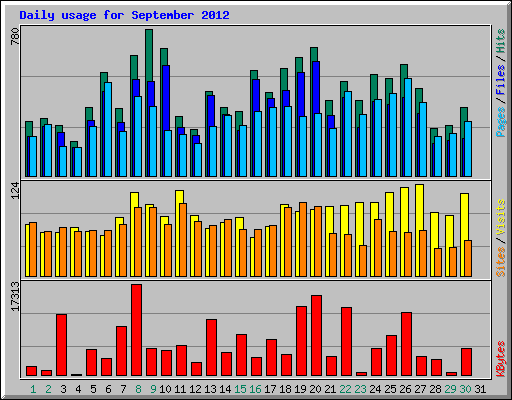 Daily usage for September 2012
780
Pages / Files / Hits
124
Sites / Visits
17313
KBytes
1 2 3 4 5 6 7 8 9 10 11 12 13 14 15 16 17 18 19 20 21 22 23 24 25 26 27 28 29 30 31